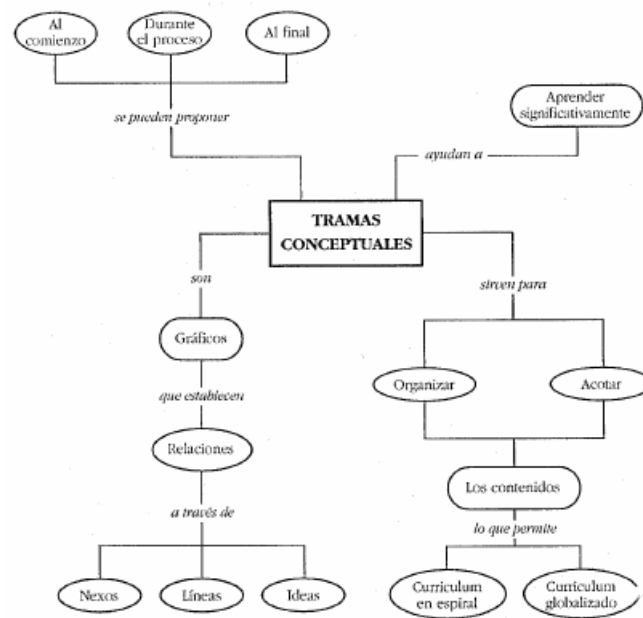 Al
comienzo
Durante
el proceso
Al final
se pueden proponer
Aprender
significativamente
ayudan a
TRAMAS
CONCEPTUALES
son
sirven para
Gráficos
Organizar
Acotar
que establecen
Relaciones
Los contenidos
a través de
lo que permite
Nexos
Líneas
Ideas
Curriculum
en espiral
Curriculum
globalizado